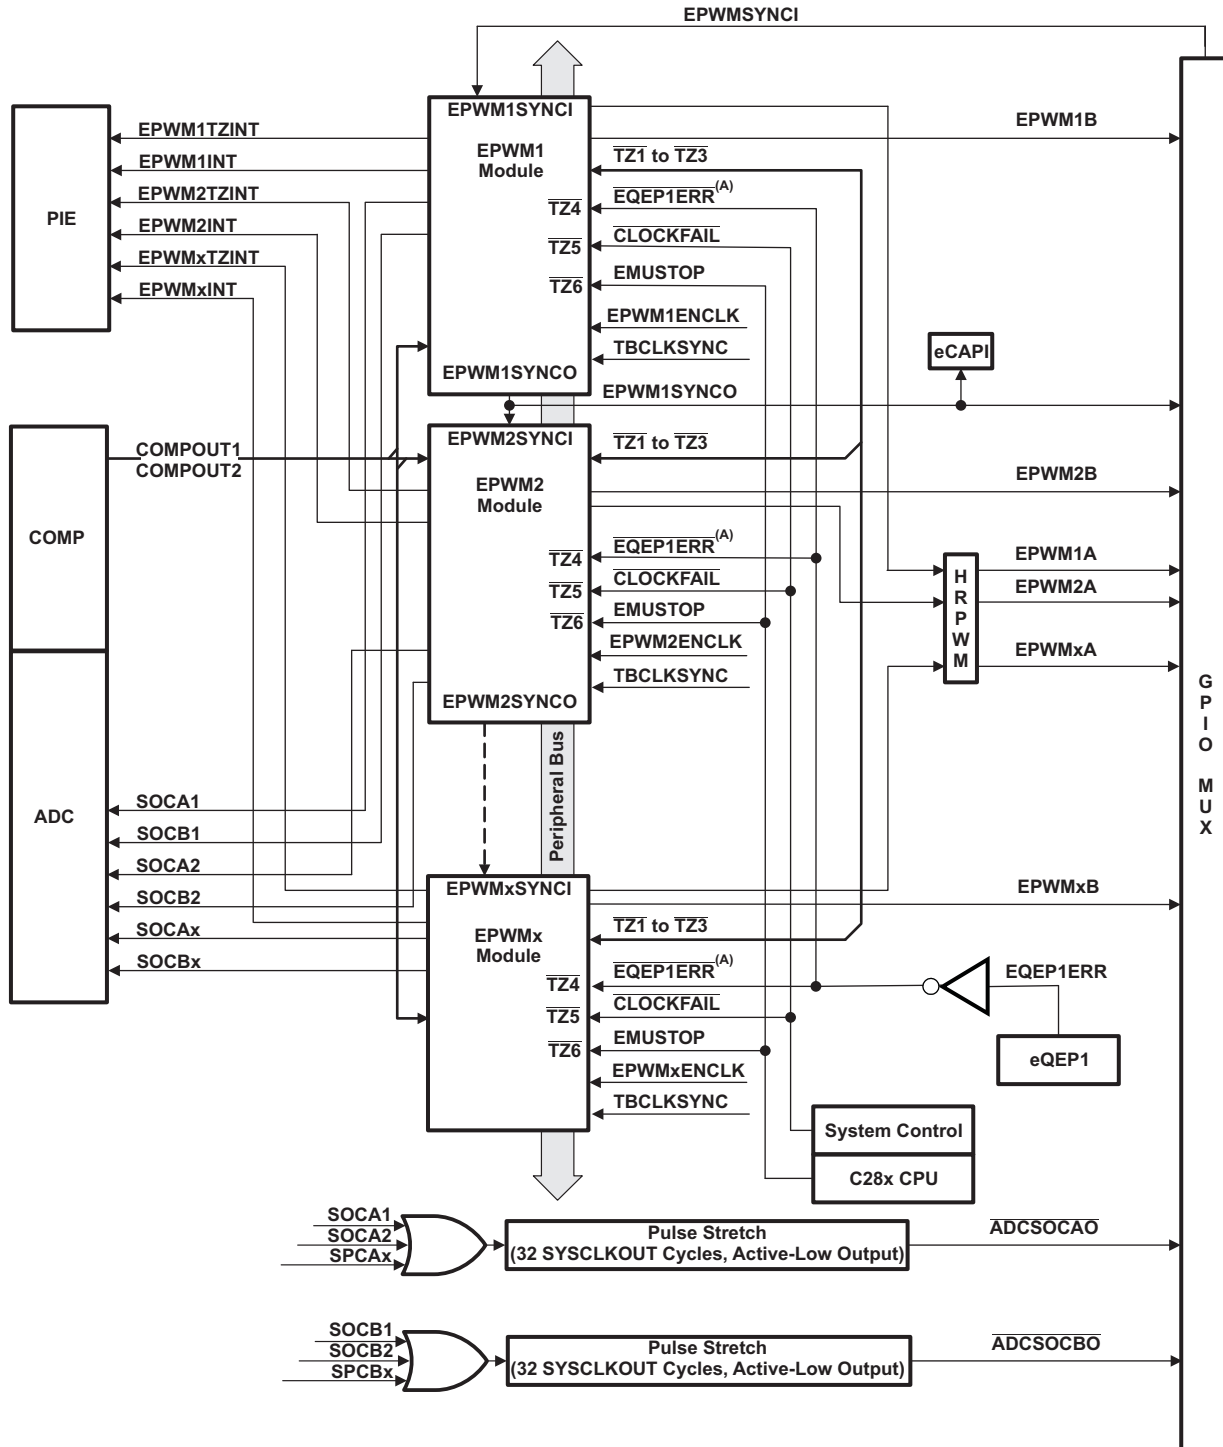 EPWMSYNCI
EPWM1SYNCI
EPWM1B
EPWM1TZINT
EPWM1
Module
TZ1 to TZ3
EPWM1INT
EPWM2TZINT
TZ4
EQEP1ERR(A)
PIE
EPWM2INT
TZ5
CLOCKFAIL
EPWMxTZINT
TZ6
EMUSTOP
EPWMxINT
EPWM1ENCLK
TBCLKSYNC
eCAPI
EPWM1SYNCO
EPWM1SYNCO
EPWM2SYNCI
TZ1 to TZ3
COMPOUT1
COMPOUT2
EPWM2B
EPWM2
Module
COMP
TZ4
EQEP1ERR(A)
EPWM1A
TZ5
CLOCKFAIL
EPWM2A
HRPWM
TZ6
EMUSTOP
EPWM2ENCLK
EPWMxA
TBCLKSYNC
EPWM2SYNCO
GPIO MUX
Peripheral Bus
ADC
SOCA1
SOCB1
SOCA2
SOCB2
SOCAx
SOCBx
EPWMxSYNCI
EPWMxB
TZ1 to TZ3
EPWMx
Module
TZ4
EQEP1ERR(A)
EQEP1ERR
TZ5
CLOCKFAIL
TZ6
EMUSTOP
eQEP1
EPWMxENCLK
TBCLKSYNC
System Control
C28x CPU
SOCA1
SOCA2
SPCAx
Pulse Stretch
(32 SYSCLKOUT Cycles, Active-Low Output)
ADCSOCAO
SOCB1
SOCB2
SPCBx
Pulse Stretch
(32 SYSCLKOUT Cycles, Active-Low Output)
ADCSOCBO